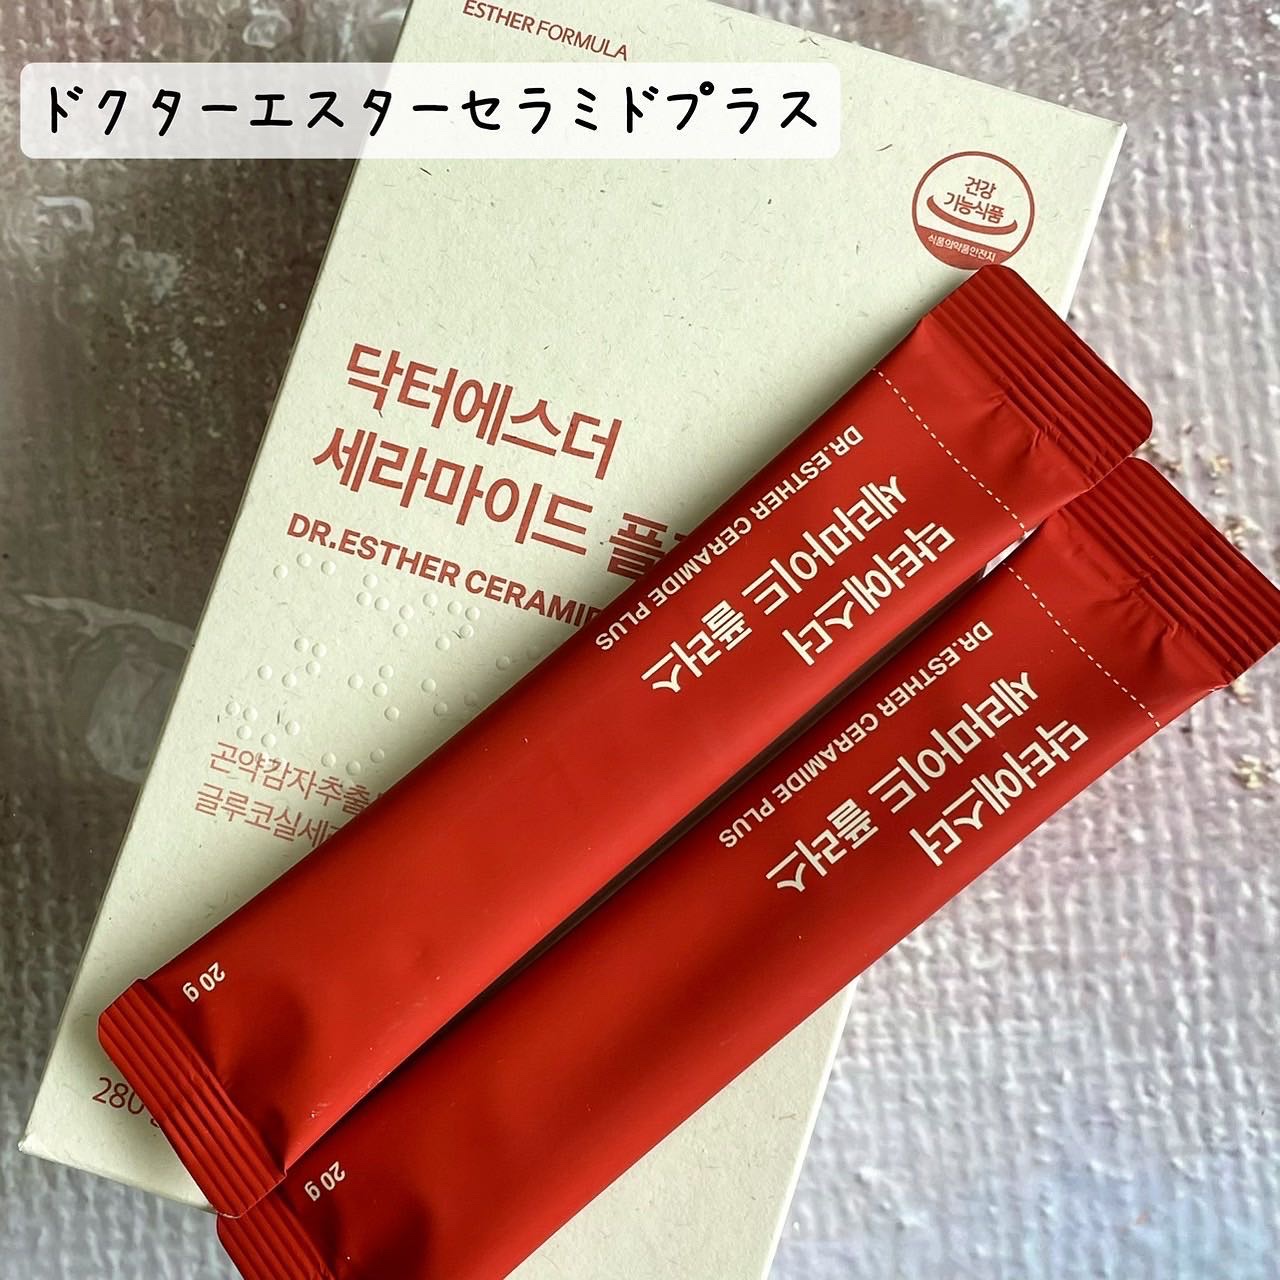 ESTHER FORMULA
ドクターエスターセラミドプラス
건강
기능식품
식품의약품안전처
닥터에스더
세라마이드 플
DR.ESTHER CERAMID
곤약감자추출
글루코실세
280
닥터에스더
세라마이드 플러스
DR.ESTHER CERAMIDE PLUS
20 g
닥터에스더
세라마이드 플러스
DR.ESTHER CERAMIDE PLUS
20 g